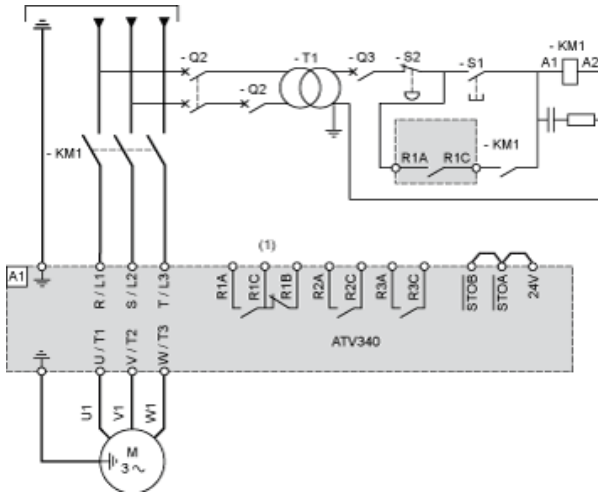 - Q2
- T1
- Q3
- S2
- S1
- KM1
A1
A2
- Q2
- KM1
R1A
R1C
- KM1
(1)
A1
R / L1
S / L2
T / L3
R1A
R1C
R1B
R2A
R2C
R3A
R3C
STOB
STOA
24V
ATV340
U / T1
V / T2
W / T3
U1
V1
W1
M
3 ~